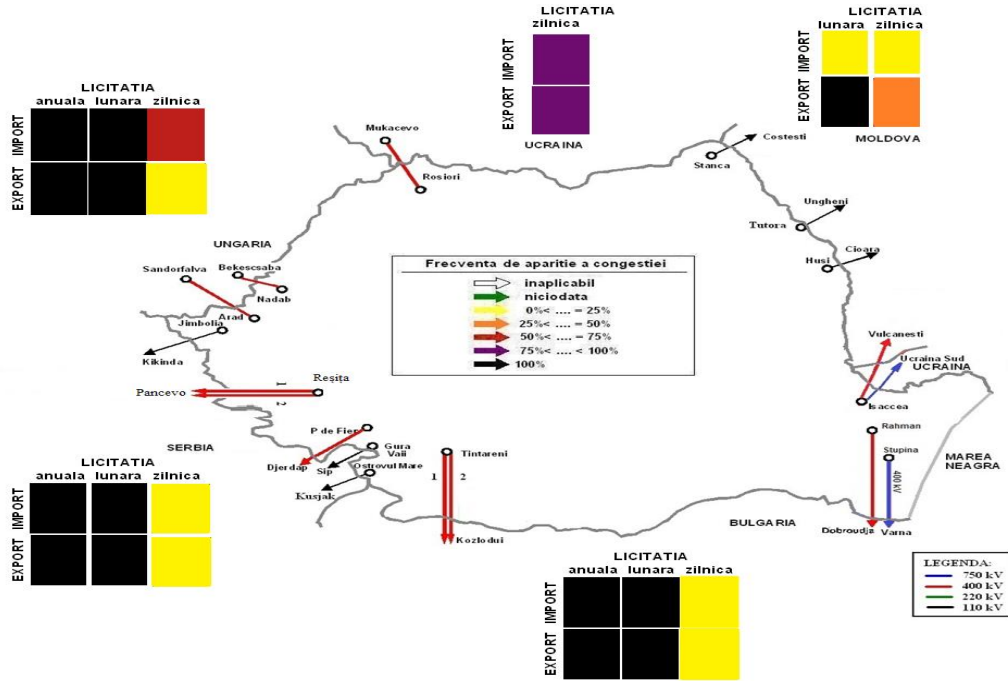 LICITATIA
zilnica
IMPORT
EXPORT
UCRAINA
LICITATIA
lunara zilnica
IMPORT
EXPORT
MOLDOVA
LICITATIA
anuala lunara zilnica
IMPORT
EXPORT
Mukacevo
Rosiori
Costesti
Stanca
Ungheni
Tutora
Cioara
Husi
UNGARIA
Sandorfalva
Bekescsaba
Nadab
Arad
Jimbolia
Kikinda
Frecventa de aparitie a congestiei
inaplicabil
niciodata
0%< .... = 25%
25%< .... = 50%
50%< .... = 75%
75%< .... < 100%
100%
Vulcanesti
Ucraina Sud
UCRAINA
Isaccea
Reşiţa
Pancevo
1
2
P de Fier
Gura
Vaii
Djerdap
Sip
Ostrovul Mare
Kusjak
Tintareni
1 2
Kozlodui
Rahman
Stupina
400 kV
Dobroudja Varna
MAREA
NEAGRA
SERBIA
LICITATIA
anuala lunara zilnica
IMPORT
EXPORT
BULGARIA
LICITATIA
anuala lunara zilnica
IMPORT
EXPORT
LEGENDA:
750 kV
400 kV
220 kV
110 kV